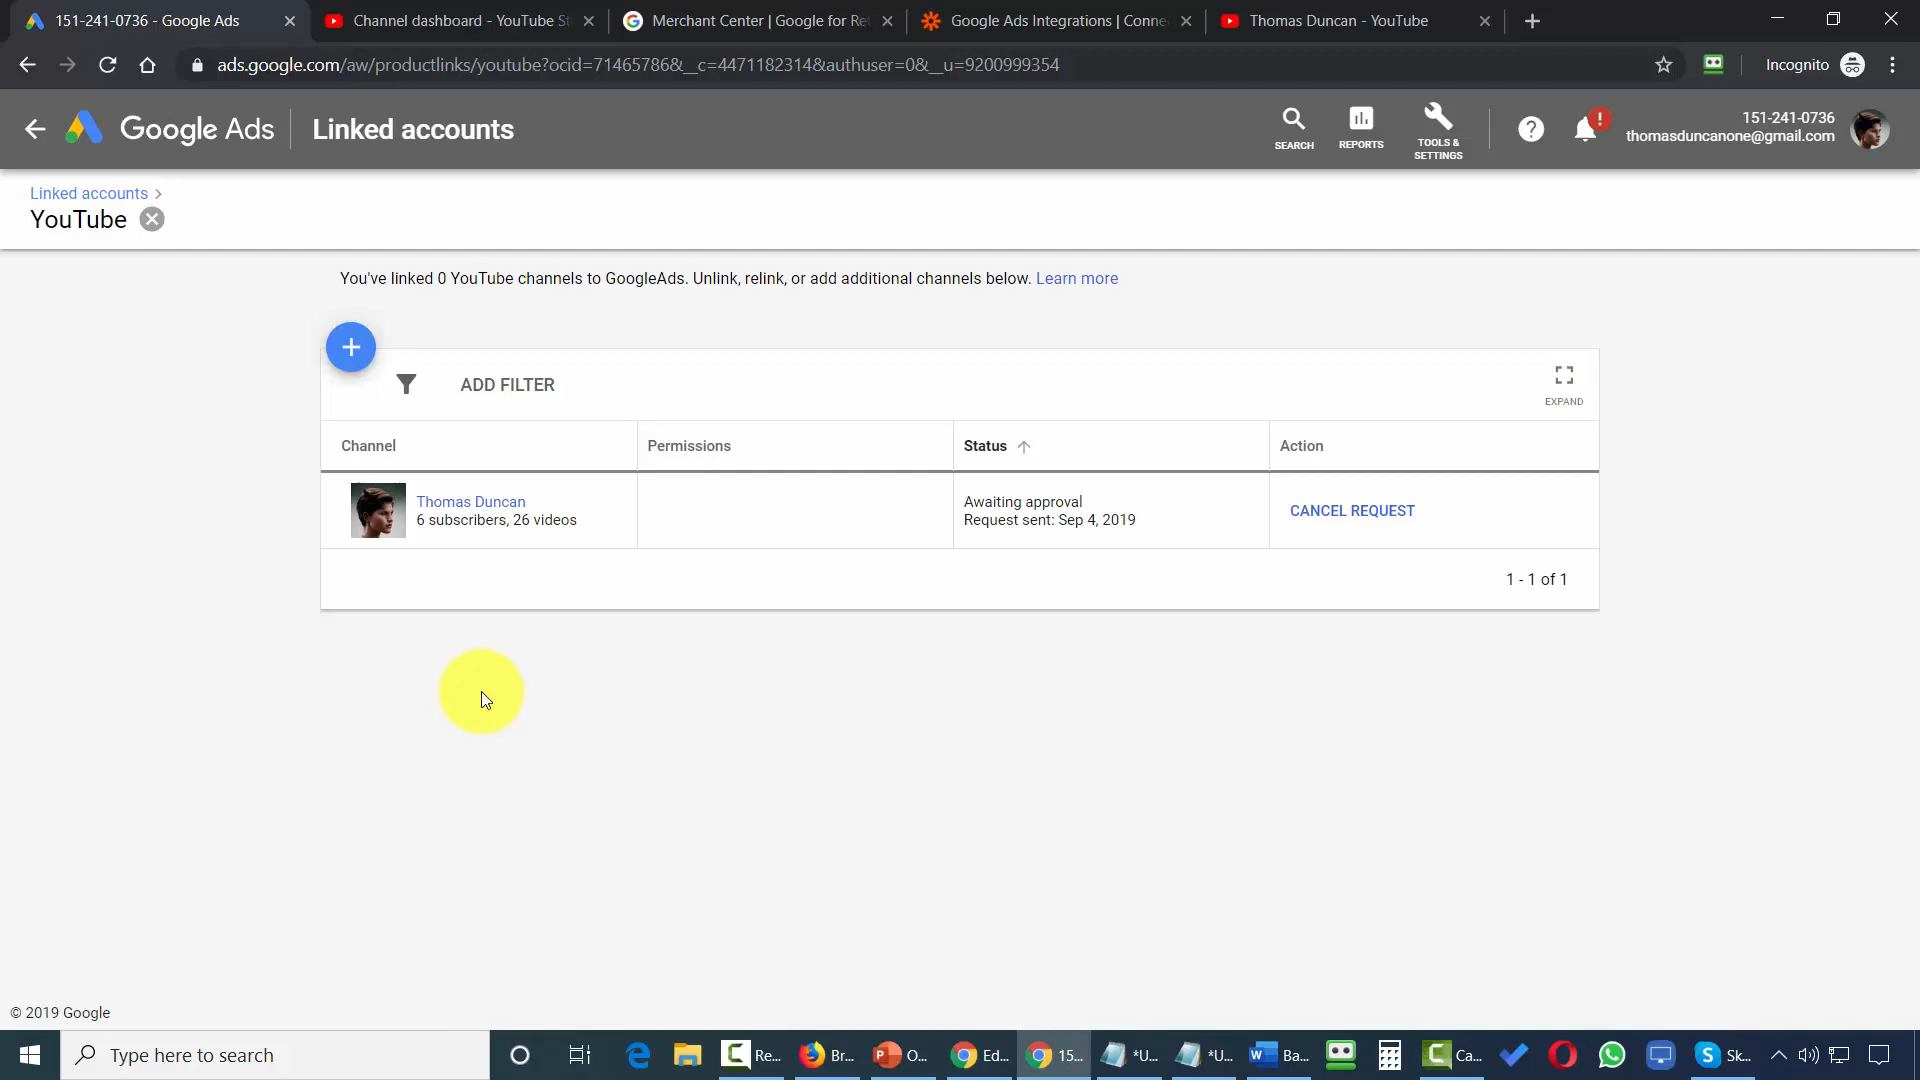 151-241-0736 - Google Ads
Channel dashboard - YouTube St
Merchant Center | Google for Ret
Google Ads Integrations | Conne
Thomas Duncan - YouTube
ads.google.com/aw/productlinks/youtube?ocid=71465786&__c=4471182314&authuser=0&__u=9200999354
Incognito
Google Ads
Linked accounts
SEARCH
REPORTS
TOOLS &
SETTINGS
?
!
151-241-0736
thomasduncanone@gmail.com
Linked accounts >
YouTube
You've linked 0 YouTube channels to GoogleAds. Unlink, relink, or add additional channels below. Learn more
ADD FILTER
EXPAND
Channel
Permissions
Status
Action
Thomas Duncan
6 subscribers, 26 videos
Awaiting approval
Request sent: Sep 4, 2019
CANCEL REQUEST
1 - 1 of 1
© 2019 Google
Type here to search
Re...
Br...
O...
Ed...
15...
*U...
*U...
Ba...
Ca...
Sk...